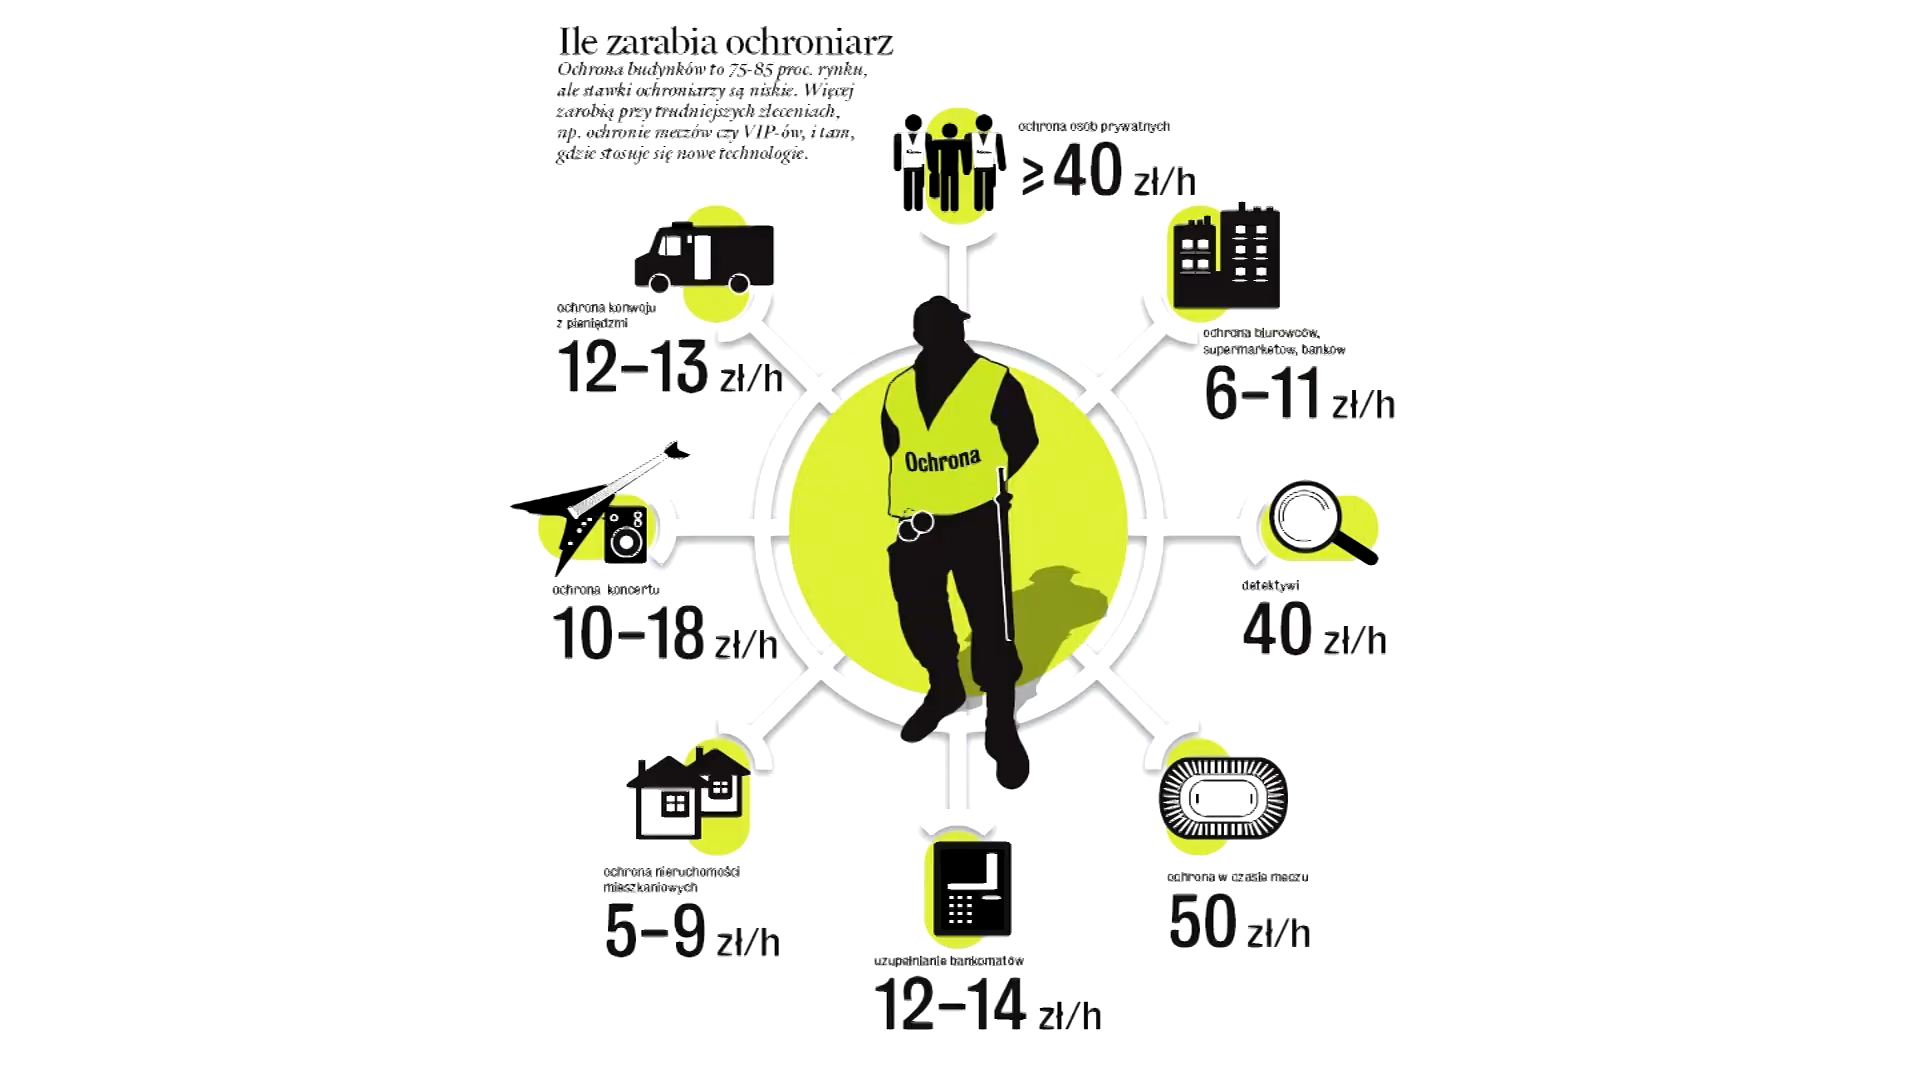 Ile zarabia ochroniarz
Ochrona budynków to 75-85 proc. rynku,
ale stawki ochroniarzy są niskie. Więcej
zarobią przy trudniejszych zleceniach,
np. ochronie meczów czy VIP-ów, i tam,
gdzie stosuje się nowe technologie.
ochrona osób prywatnych
⩾40 zł/h
ochrona konwoju
z pieniędzmi
12–13 zł/h
ochrona biurowców,
supermarketow, bankow
6–11 zł/h
Ochrona
ochrona koncertu
10–18 zł/h
detektywi
40 zł/h
ochrona nieruchomości
mieszkaniowych
5–9 zł/h
ochrona w czasie meczu
50 zł/h
uzupełnianie bankomatów
12–14 zł/h